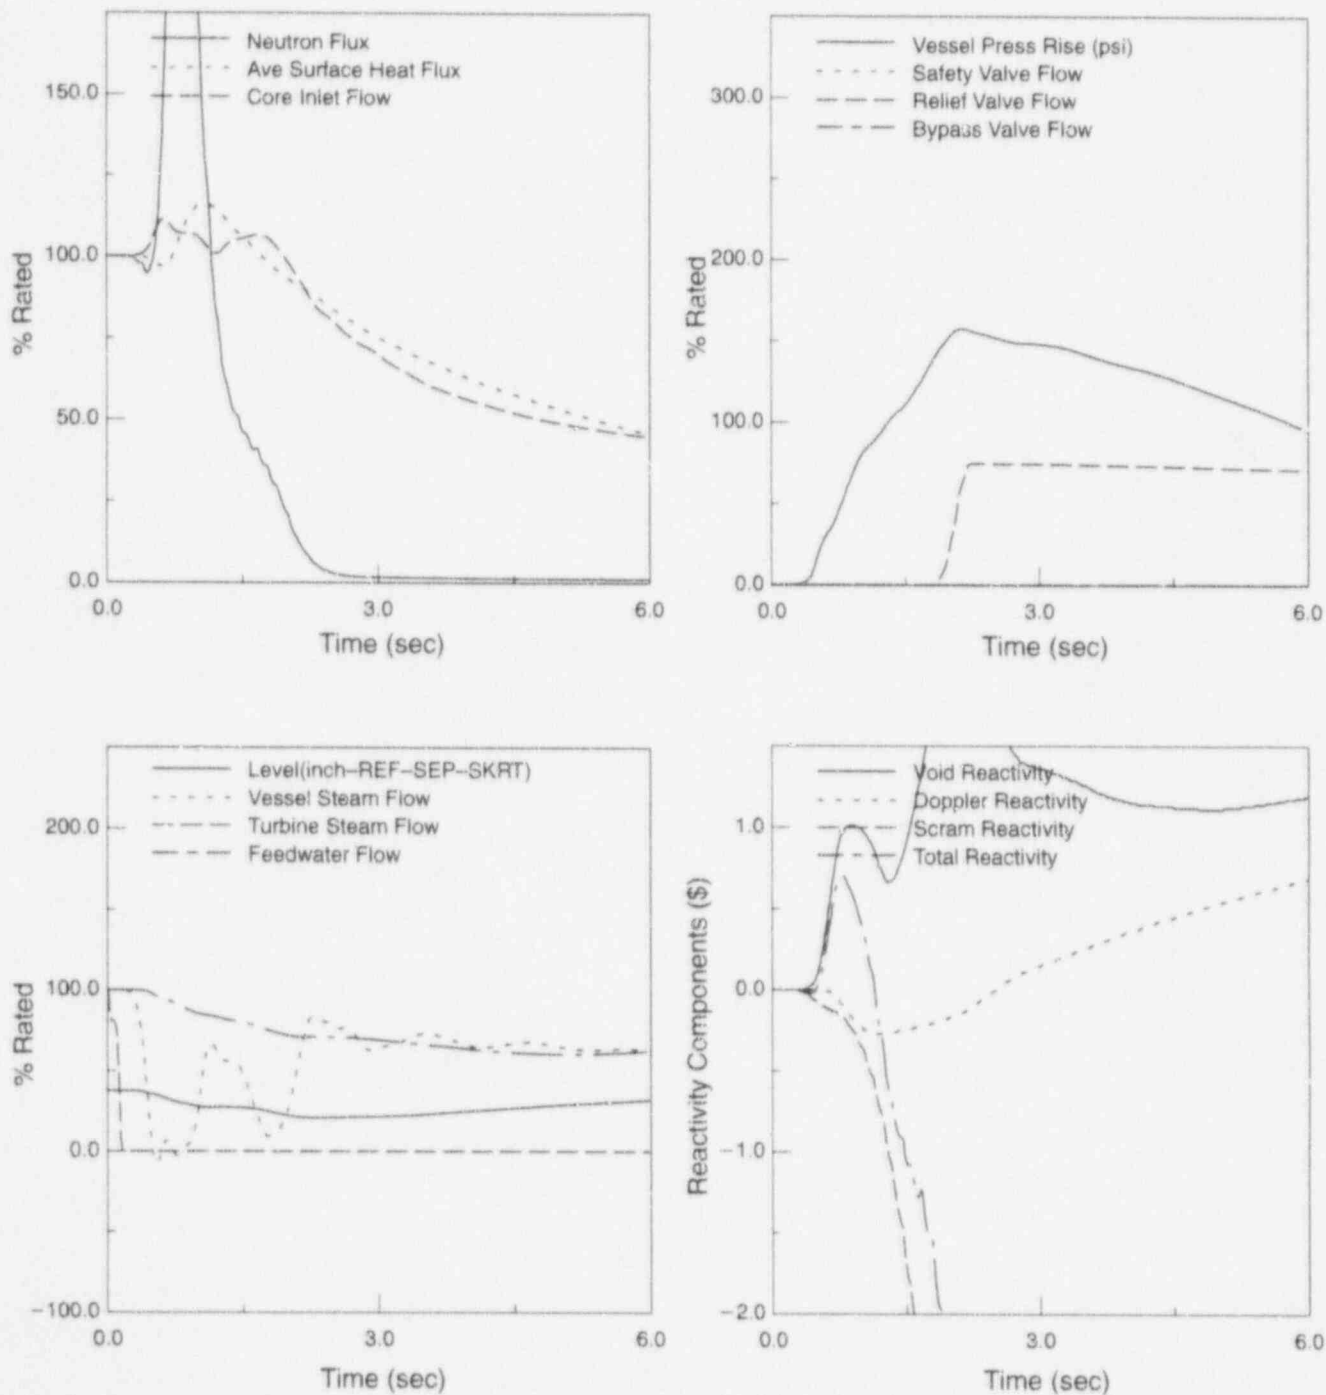 Neutron Flux
Ave Surface Heat Flux
Core Inlet Flow
150.0
100.0
50.0
0.0
% Rated
0.0
3.0
6.0
Time (sec)
Vessel Press Rise (psi)
Safety Valve Flow
Relief Valve Flow
Bypass Valve Flow
300.0
200.0
100.0
0.0
% Rated
0.0
3.0
6.0
Time (sec)
Level(inch-REF-SEP-SKRT)
Vessel Steam Flow
Turbine Steam Flow
Feedwater Flow
200.0
100.0
0.0
-100.0
% Rated
0.0
3.0
6.0
Time (sec)
Void Reactivity
Doppler Reactivity
Scram Reactivity
Total Reactivity
1.0
0.0
-1.0
-2.0
Reactivity Components ($)
0.0
3.0
6.0
Time (sec)